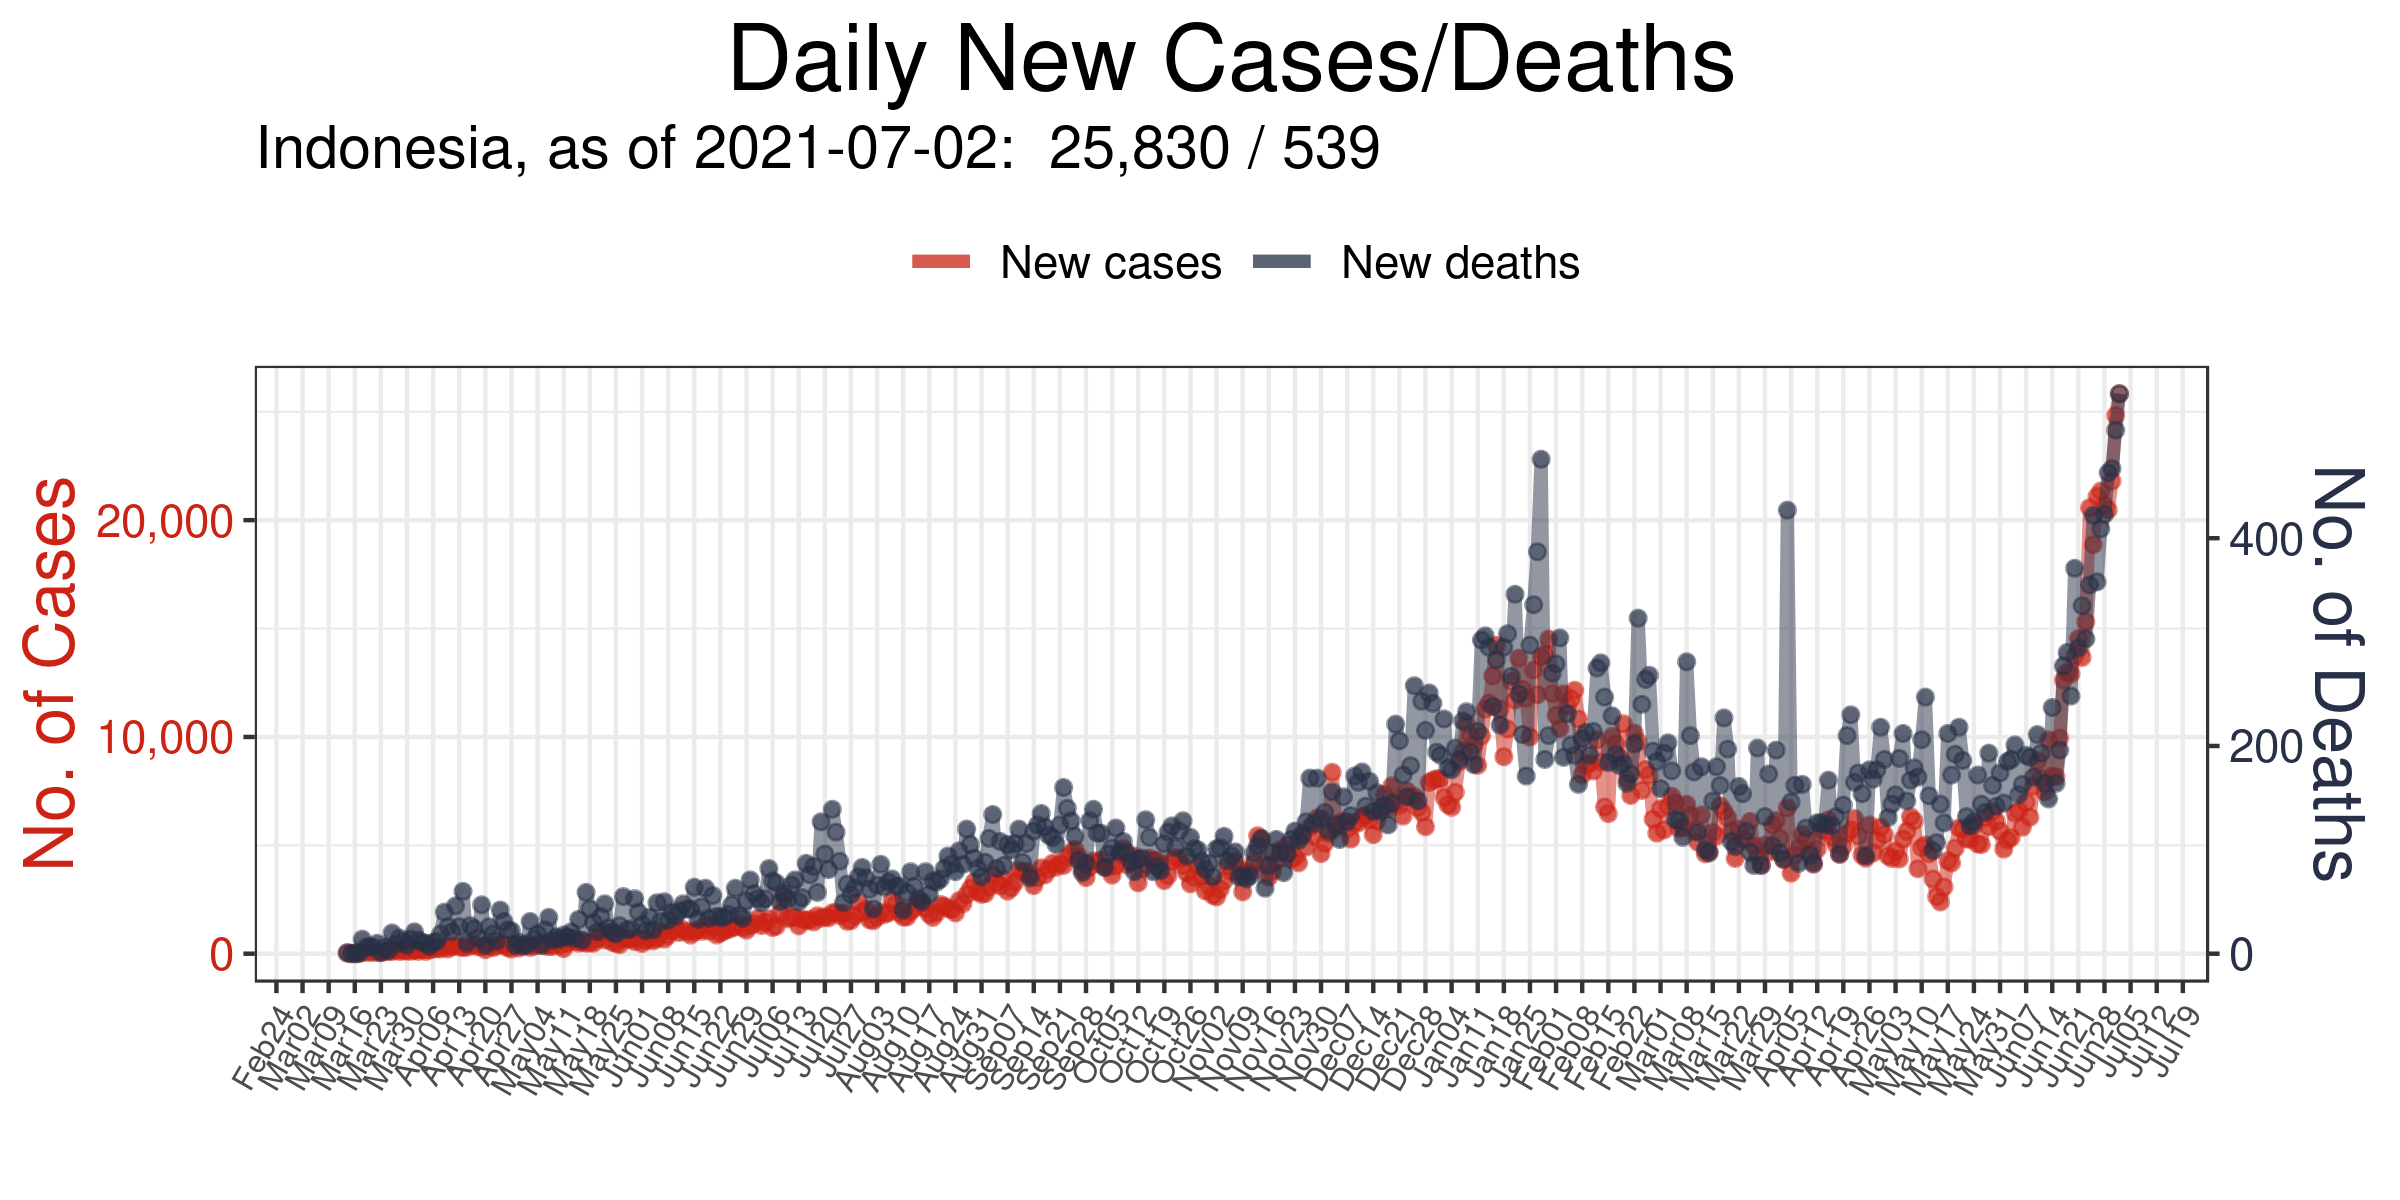 Daily New Cases/Deaths
Indonesia, as of 2021-07-02:  25,830 / 539
New cases
New deaths
No. of Cases
20,000
10,000
0
400
200
0
No. of Deaths
Feb24
Mar02
Mar09
Mar16
Mar23
Mar30
Apr06
Apr13
Apr20
Apr27
May04
May11
May18
May25
Jun01
Jun08
Jun15
Jun22
Jun29
Jul06
Jul13
Jul20
Jul27
Aug03
Aug10
Aug17
Aug24
Aug31
Sep07
Sep14
Sep21
Sep28
Oct05
Oct12
Oct19
Oct26
Nov02
Nov09
Nov16
Nov23
Nov30
Dec07
Dec14
Dec21
Dec28
Jan04
Jan11
Jan18
Jan25
Feb01
Feb08
Feb15
Feb22
Mar01
Mar08
Mar15
Mar22
Mar29
Apr05
Apr12
Apr19
Apr26
May03
May10
May17
May24
May31
Jun07
Jun14
Jun21
Jun28
Jul05
Jul12
Jul19